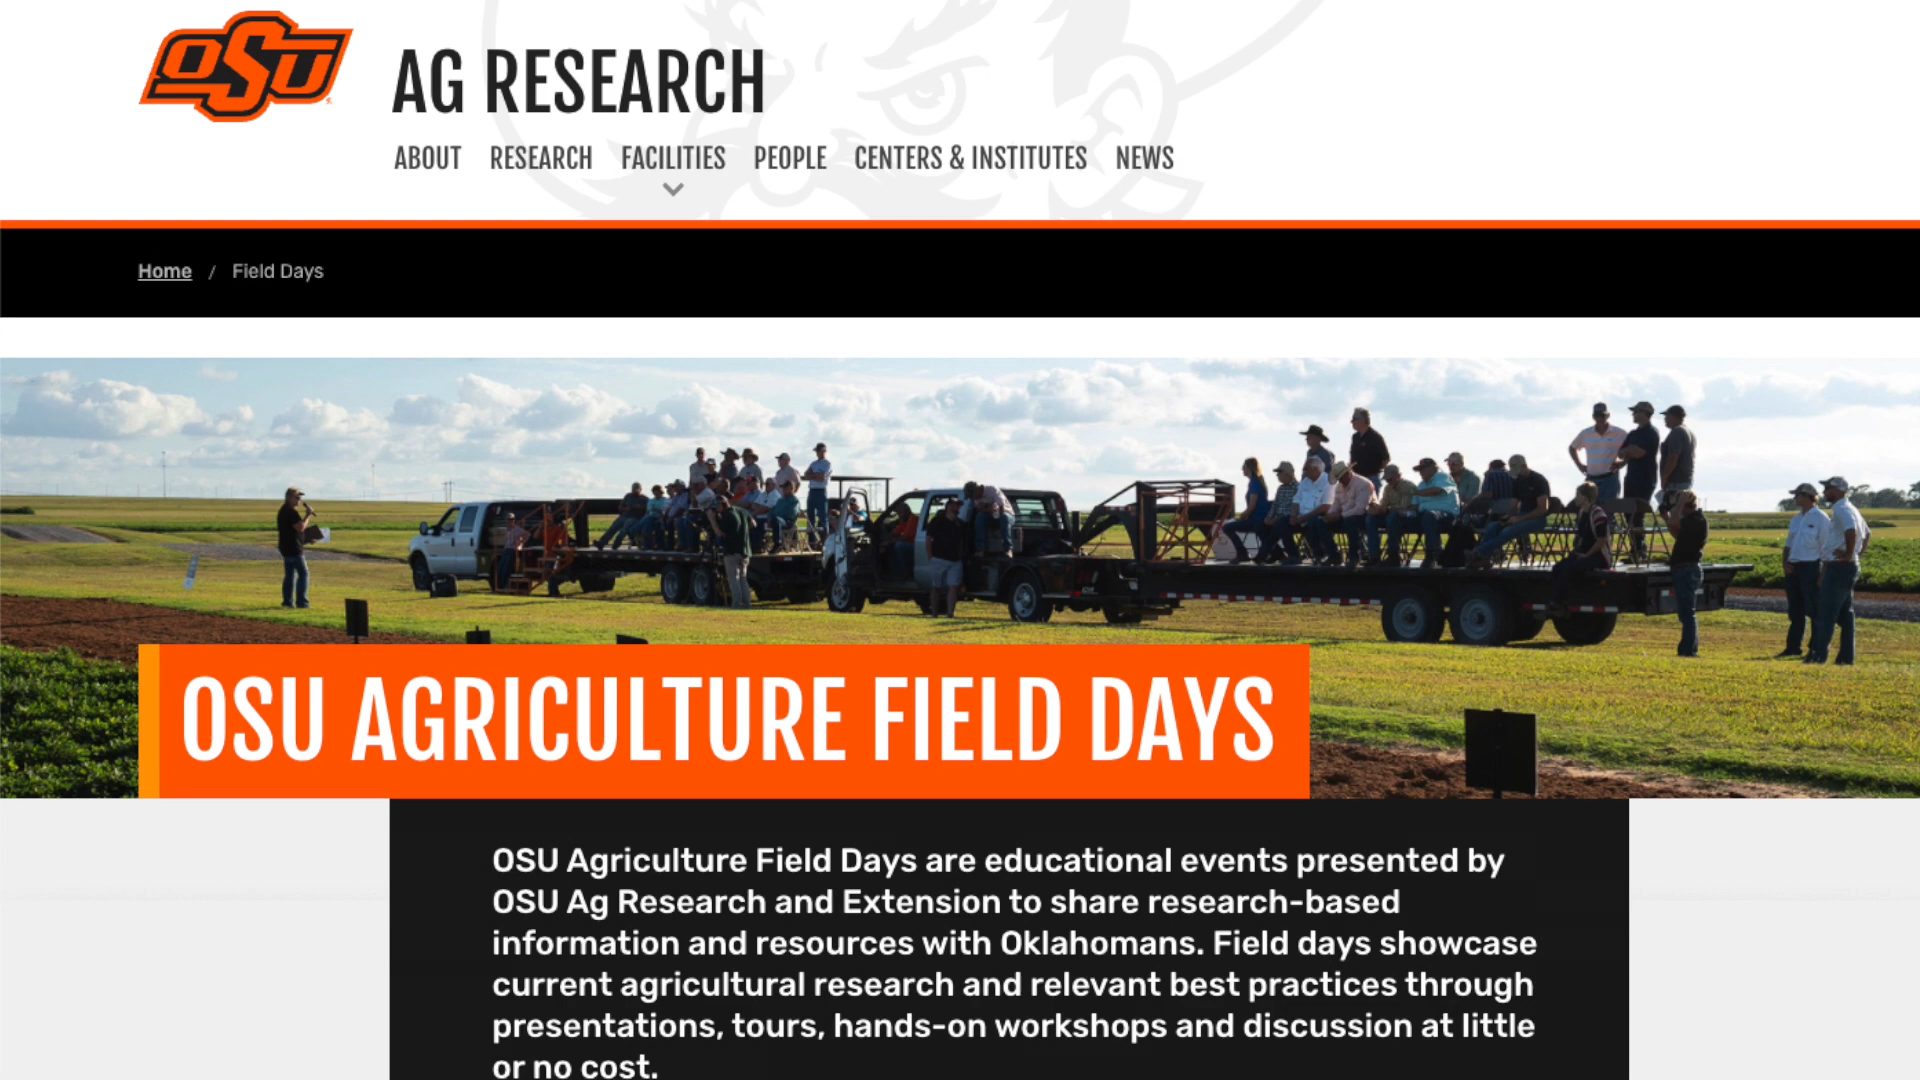 OSU
AG RESEARCH
ABOUT RESEARCH FACILITIES PEOPLE CENTERS & INSTITUTES NEWS
Home / Field Days
OSU AGRICULTURE FIELD DAYS
OSU Agriculture Field Days are educational events presented by
OSU Ag Research and Extension to share research-based
information and resources with Oklahomans. Field days showcase
current agricultural research and relevant best practices through
presentations, tours, hands-on workshops and discussion at little
or no cost.